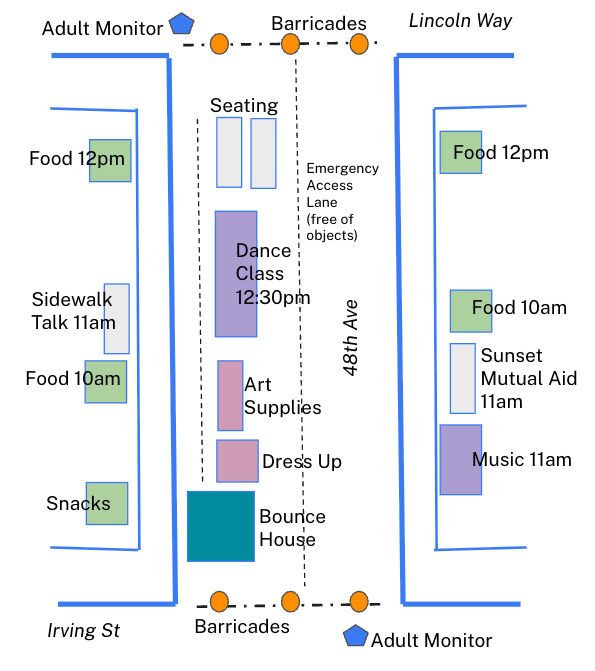 Lincoln Way
Adult Monitor
Barricades
Seating
Food 12pm
Food 12pm
Emergency
Access
Lane
(free of
objects)
Dance
Class
12:30pm
Sidewalk
Talk 11am
48th Ave
Food 10am
Sunset
Mutual Aid
11am
Food 10am
Art
Supplies
Dress Up
Music 11am
Snacks
Bounce
House
Irving St
Barricades
Adult Monitor